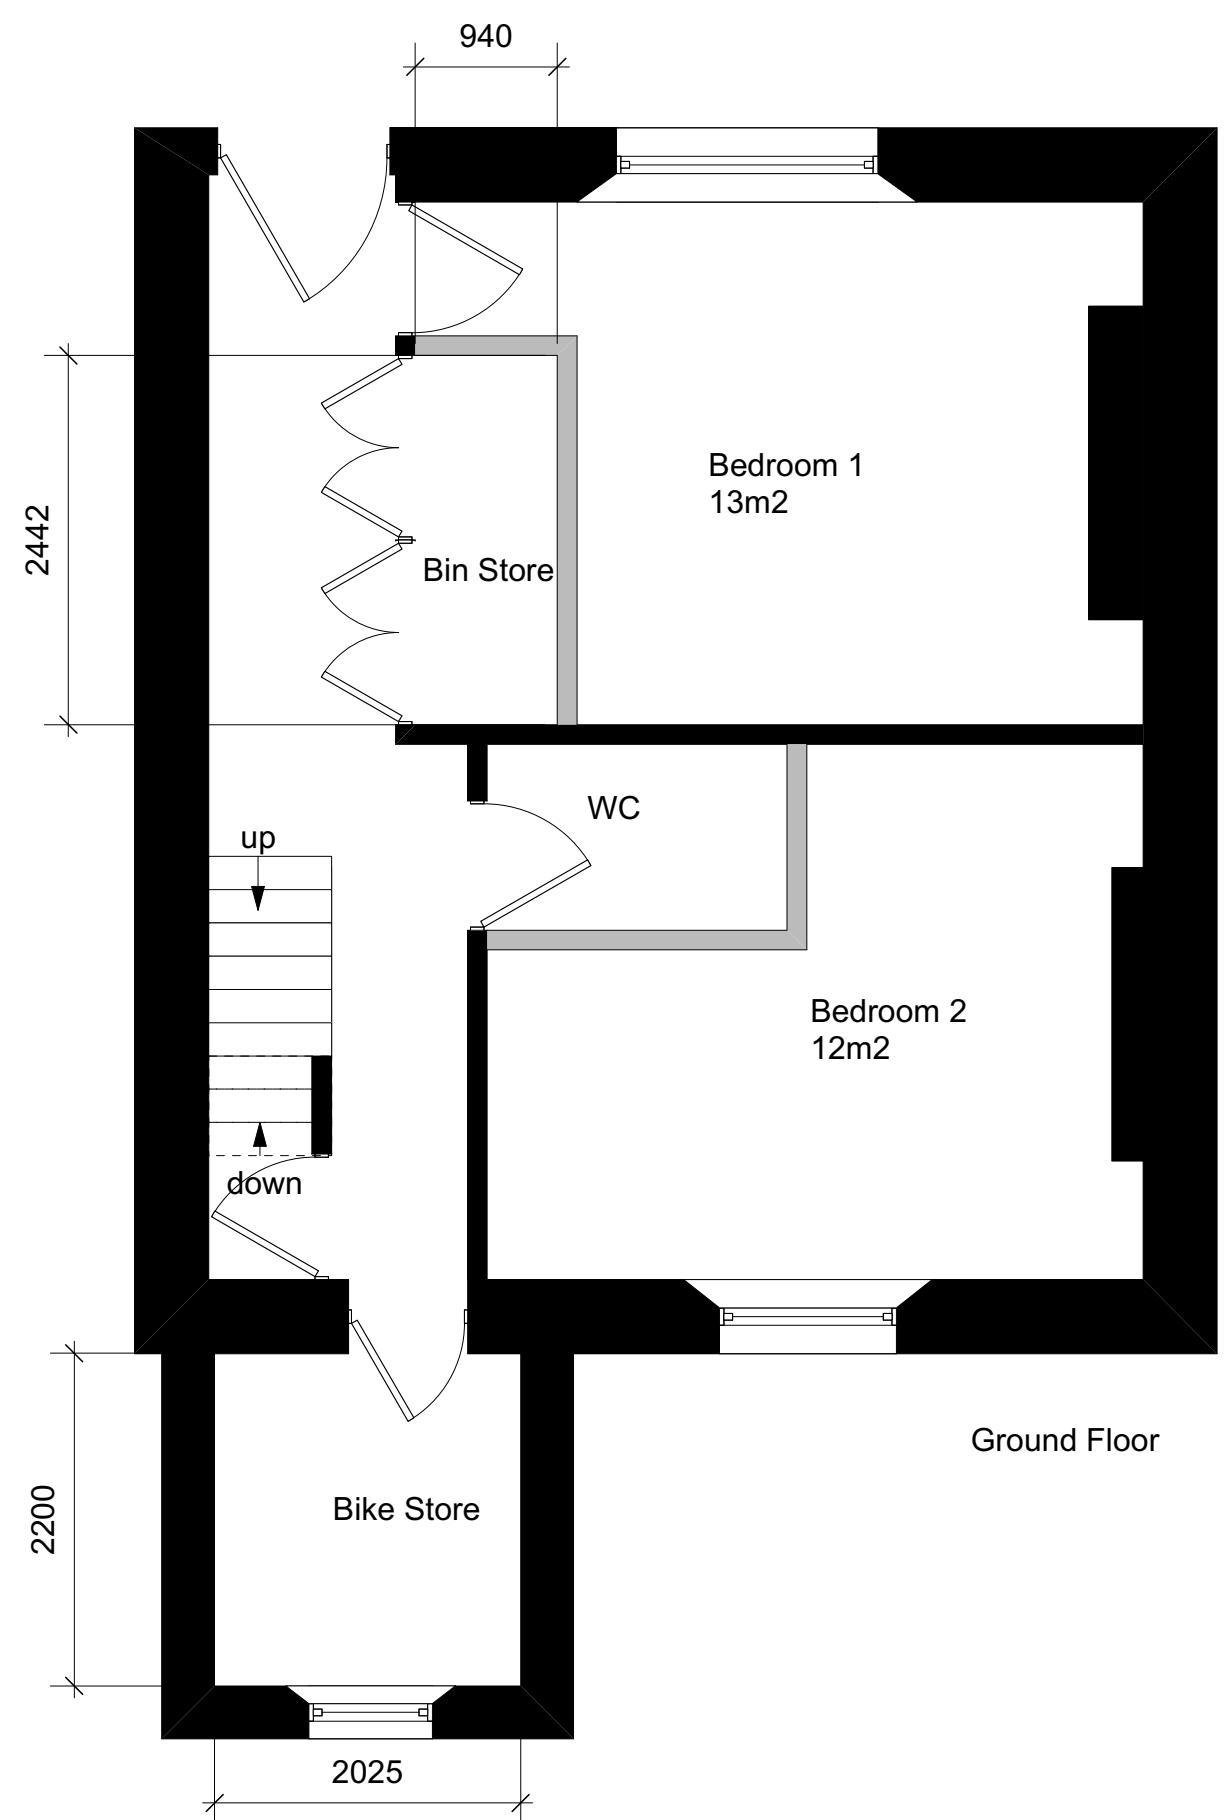 940
Bedroom 1
13m2
2442
Bin Store
WC
up
Bedroom 2
12m2
down
Ground Floor
2200
Bike Store
2025